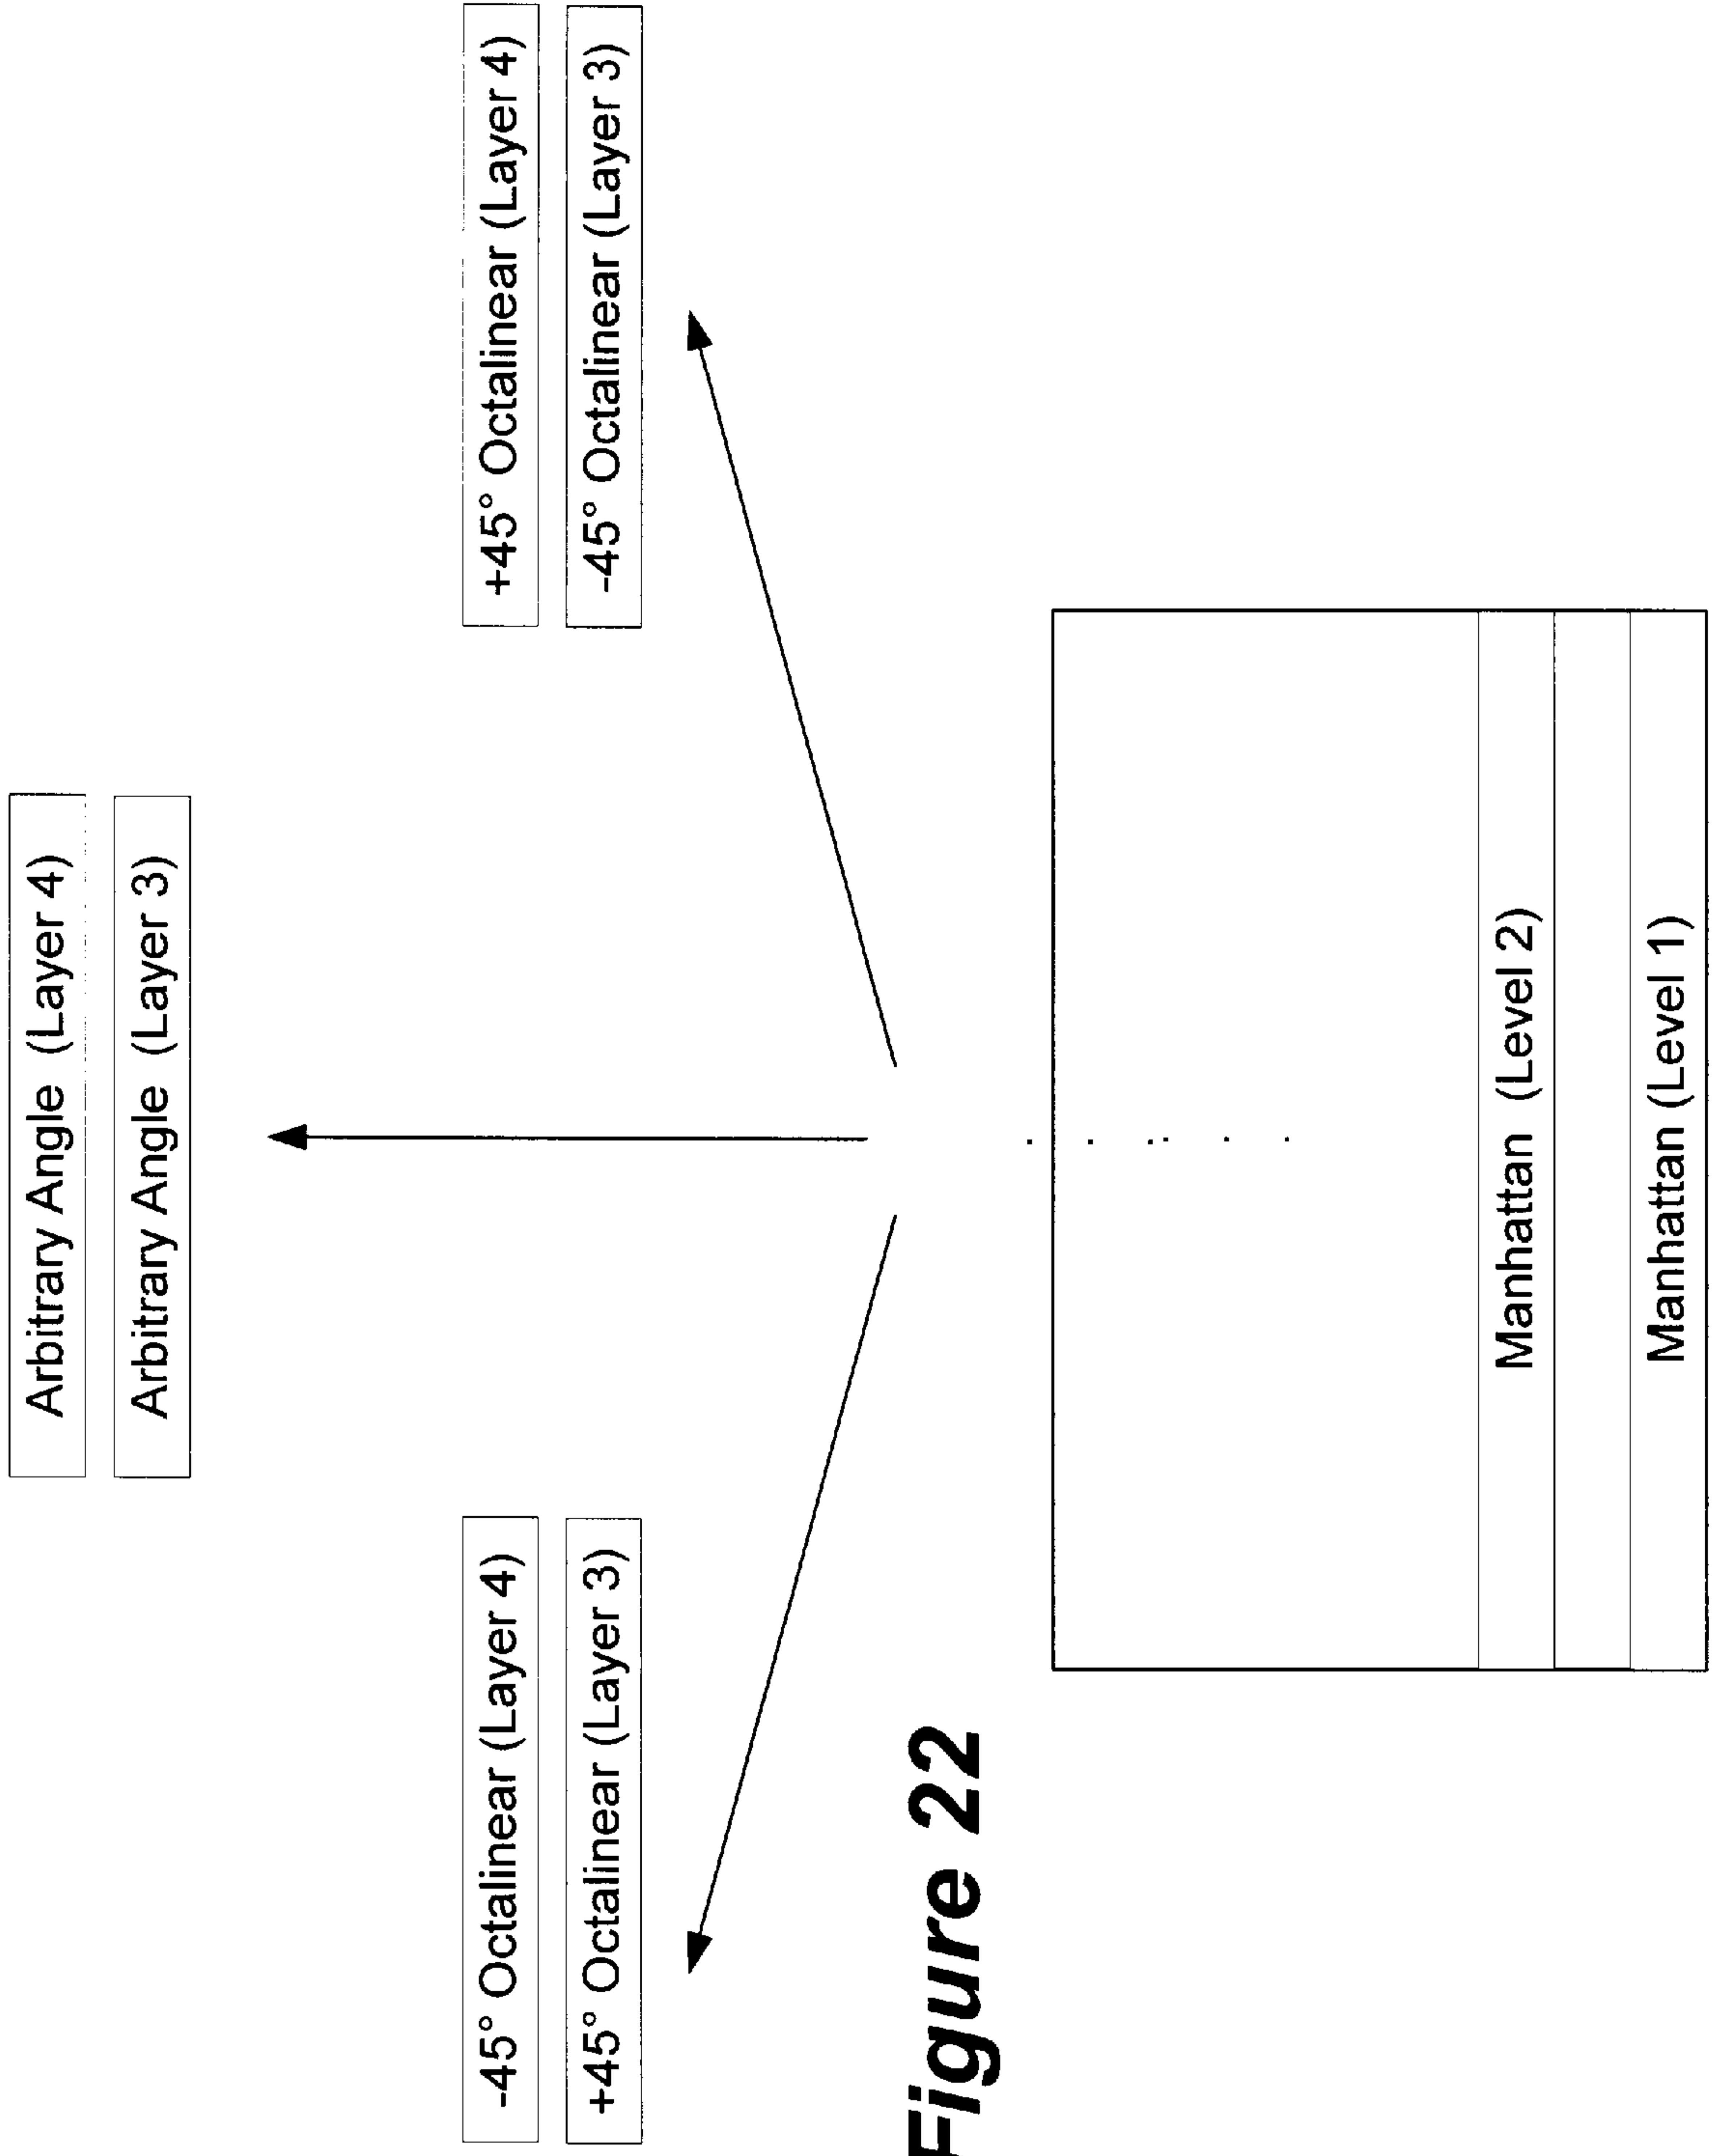 Arbitrary Angle (Layer 4)
Arbitrary Angle (Layer 3)
-45° Octalinear (Layer 4)
+45° Octalinear (Layer 3)
+45° Octalinear (Layer 4)
-45° Octalinear (Layer 3)
Manhattan (Level 2)
Manhattan (Level 1)
Figure 22